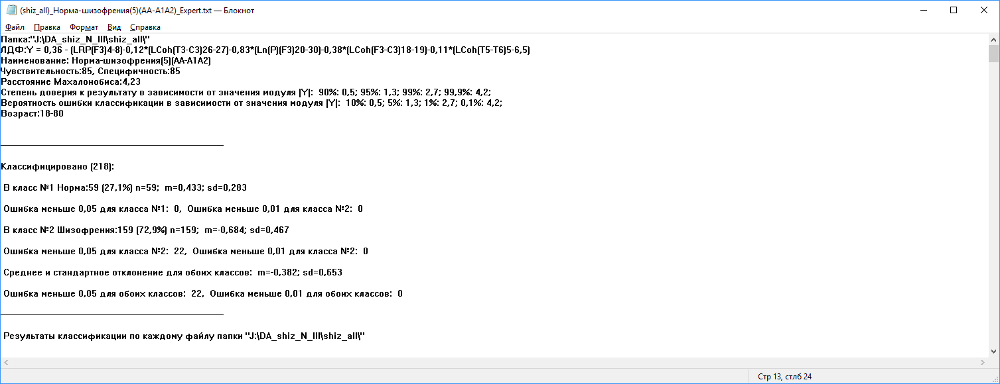 (shiz_all)_Норма-шизофрения(5)(АА-А1А2)_Expert.txt — Блокнот
Файл Правка Формат Вид Справка
Папка:"J:\DA_shiz_N_Ill\shiz_all\"
ЛДФ:Y = 0,36 - (LRP(F3)4-8)-0,12*(LCoh(T3-C3)26-27)-0,83*(Ln(P)(F3)20-30)-0,38*(LCoh(F3-C3)18-19)-0,11*(LCoh(T5-T6)5-6,5)
Наименование: Норма-шизофрения(5)(АА-А1А2)
Чувствительность:85, Специфичность:85
Расстояние Махалонобиса:4,23
Степень доверия к результату в зависимости от значения модуля |Y|:  90%: 0,5; 95%: 1,3; 99%: 2,7; 99,9%: 4,2;
Вероятность ошибки классификации в зависимости от значения модуля |Y|:  10%: 0,5; 5%: 1,3; 1%: 2,7; 0,1%: 4,2;
Возраст:18-80
Классифицировано (218):
В класс №1 Норма:59 (27,1%) n=59;  m=0,433; sd=0,283
Ошибка меньше 0,05 для класса №1:  0,  Ошибка меньше 0,01 для класса №2:  0
В класс №2 Шизофрения:159 (72,9%) n=159;  m=-0,684; sd=0,467
Ошибка меньше 0,05 для класса №2:  22,  Ошибка меньше 0,01 для класса №2:  0
Среднее и стандартное отклонение для обоих классов:  m=-0,382; sd=0,653
Ошибка меньше 0,05 для обоих классов:  22,  Ошибка меньше 0,01 для обоих классов:  0
Результаты классификации по каждому файлу папки "J:\DA_shiz_N_Ill\shiz_all\"
Стр 13, стлб 24